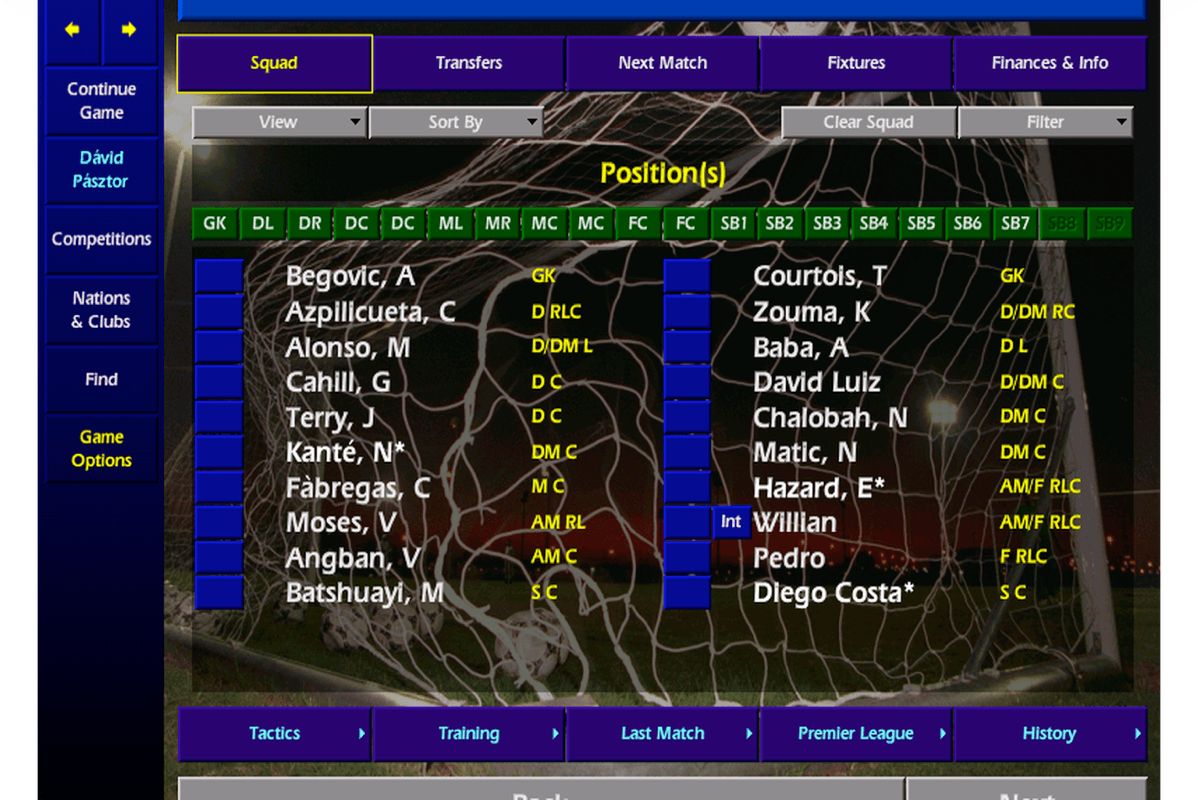 Squad Transfers Next Match Fixtures Finances & Info
Continue
Game
Dávid
Pásztor
Competitions
Nations
& Clubs
Find
Game
Options
View Sort By Clear Squad Filter
Position(s)
GK DL DR DC DC ML MR MC MC FC FC SB1 SB2 SB3 SB4 SB5 SB6 SB7 SB8 SB9
Begovic, A GK Courtois, T GK
Azpilicueta, C D RLC Zouma, K D/DM RC
Alonso, M D/DM L Baba, A D L
Cahill, G D C David Luiz D/DM C
Terry, J D C Chalobah, N DM C
Kanté, N* DM C Matic, N DM C
Fàbregas, C M C Hazard, E* AM/F RLC
Moses, V AM RL Int Willian AM/F RLC
Angban, V AM C Pedro F RLC
Batshuayi, M S C Diego Costa* S C
Tactics Training Last Match Premier League History
Back Next